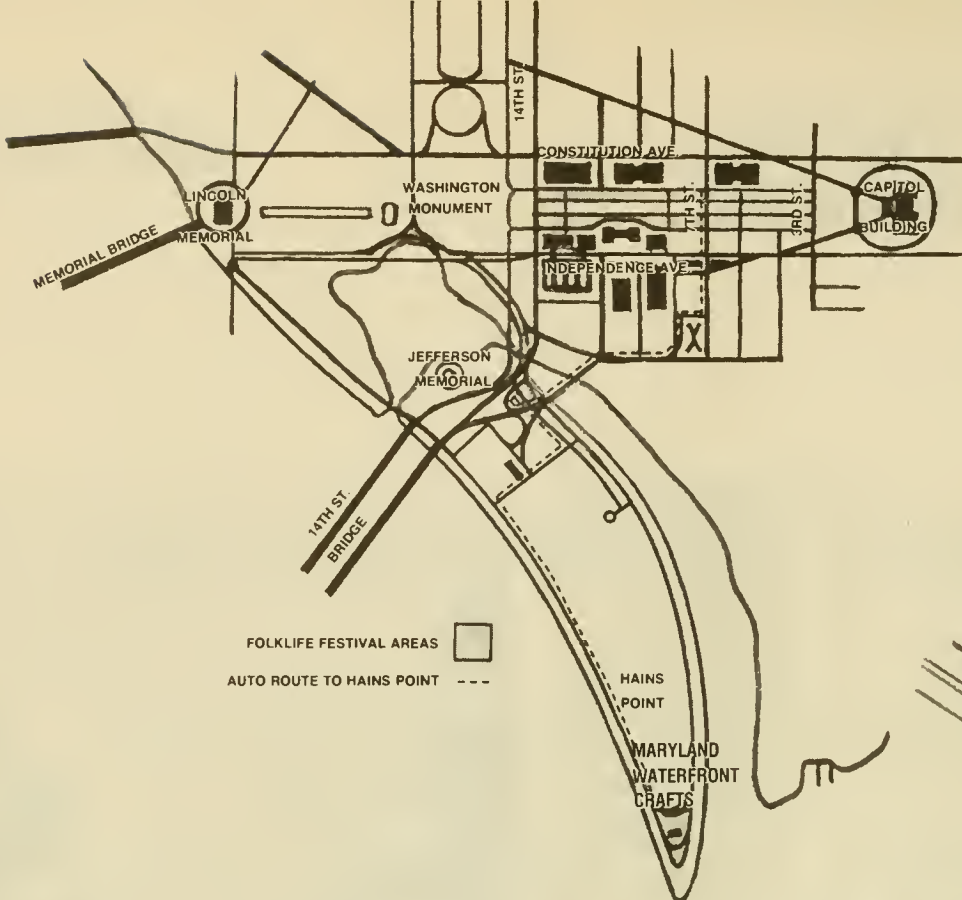 14TH ST.
CONSTITUTION AVE.
WASHINGTON
MONUMENT
LINCOLN
MEMORIAL
MEMORIAL BRIDGE
7TH ST.
3RD ST.
CAPITOL
BUILDING
INDEPENDENCE AVE.
JEFFERSON
MEMORIAL
14TH ST.
BRIDGE
FOLKLIFE FESTIVAL AREAS
AUTO ROUTE TO HAINS POINT
HAINS
POINT
MARYLAND
WATERFRONT
CRAFTS